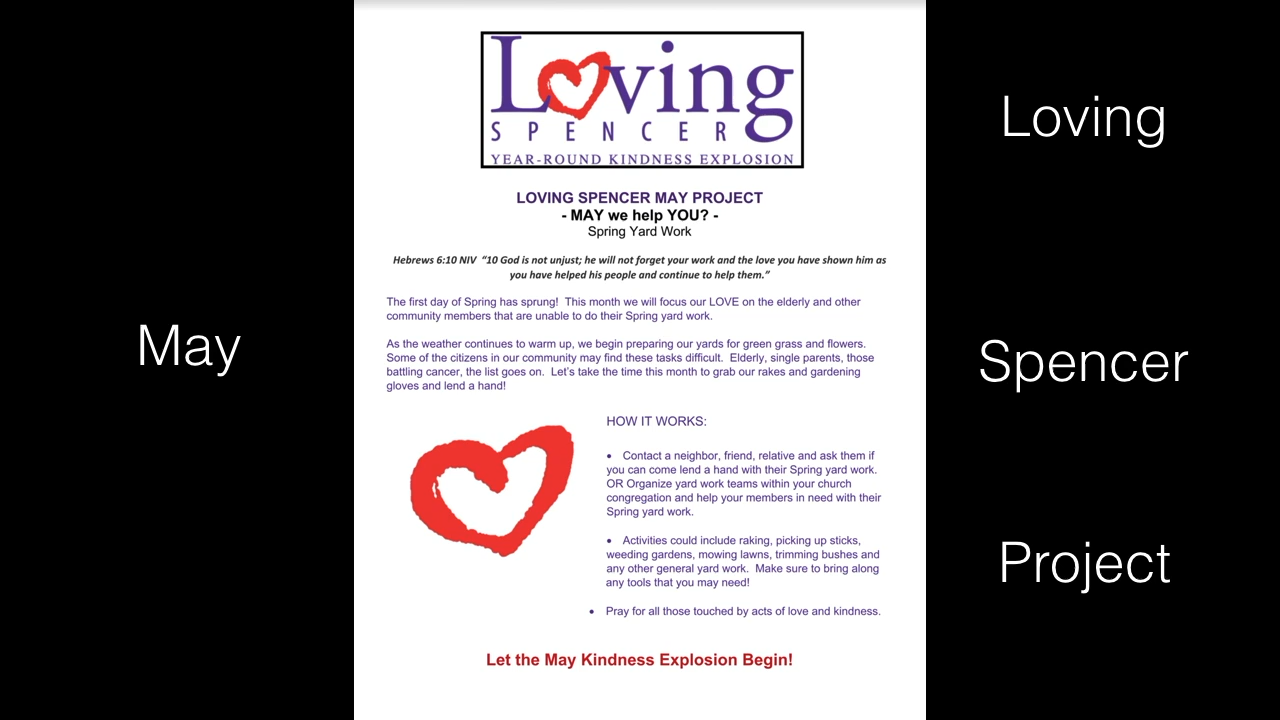 May
Loving
SPENCER
YEAR-ROUND KINDNESS EXPLOSION
LOVING SPENCER MAY PROJECT
- MAY we help YOU? -
Spring Yard Work
Hebrews 6:10 NIV “10 God is not unjust; he will not forget your work and the love you have shown him as
you have helped his people and continue to help them.”
The first day of Spring has sprung! This month we will focus our LOVE on the elderly and other
community members that are unable to do their Spring yard work.
As the weather continues to warm up, we begin preparing our yards for green grass and flowers.
Some of the citizens in our community may find these tasks difficult. Elderly, single parents, those
battling cancer, the list goes on. Let’s take the time this month to grab our rakes and gardening
gloves and lend a hand!
HOW IT WORKS:
• Contact a neighbor, friend, relative and ask them if
you can come lend a hand with their Spring yard work.
OR Organize yard work teams within your church
congregation and help your members in need with their
Spring yard work.
• Activities could include raking, picking up sticks,
weeding gardens, mowing lawns, trimming bushes and
any other general yard work. Make sure to bring along
any tools that you may need!
• Pray for all those touched by acts of love and kindness.
Let the May Kindness Explosion Begin!
Loving
Spencer
Project